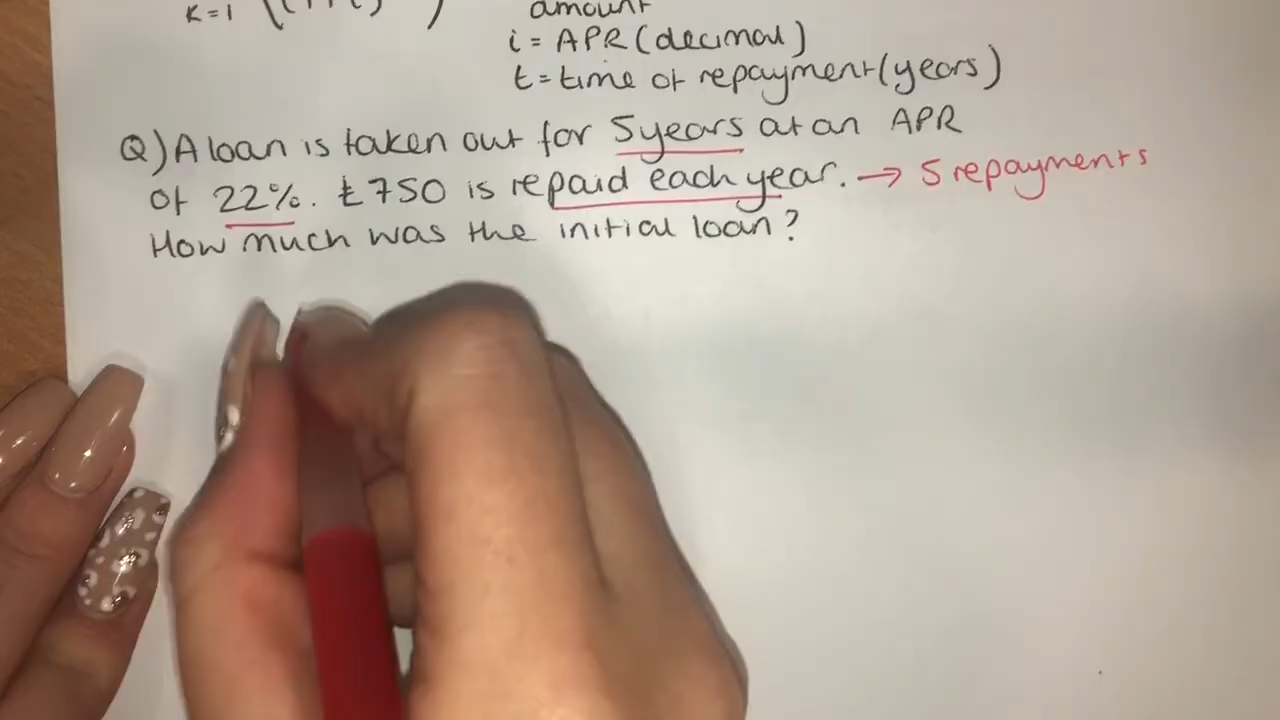 K=1
amount
i = APR (decimal)
t = time of repayment (years)
Q) A loan is taken out for 5 years at an APR
of 22%. £750 is repaid each year. → 5 repayments
How much was the initial loan?